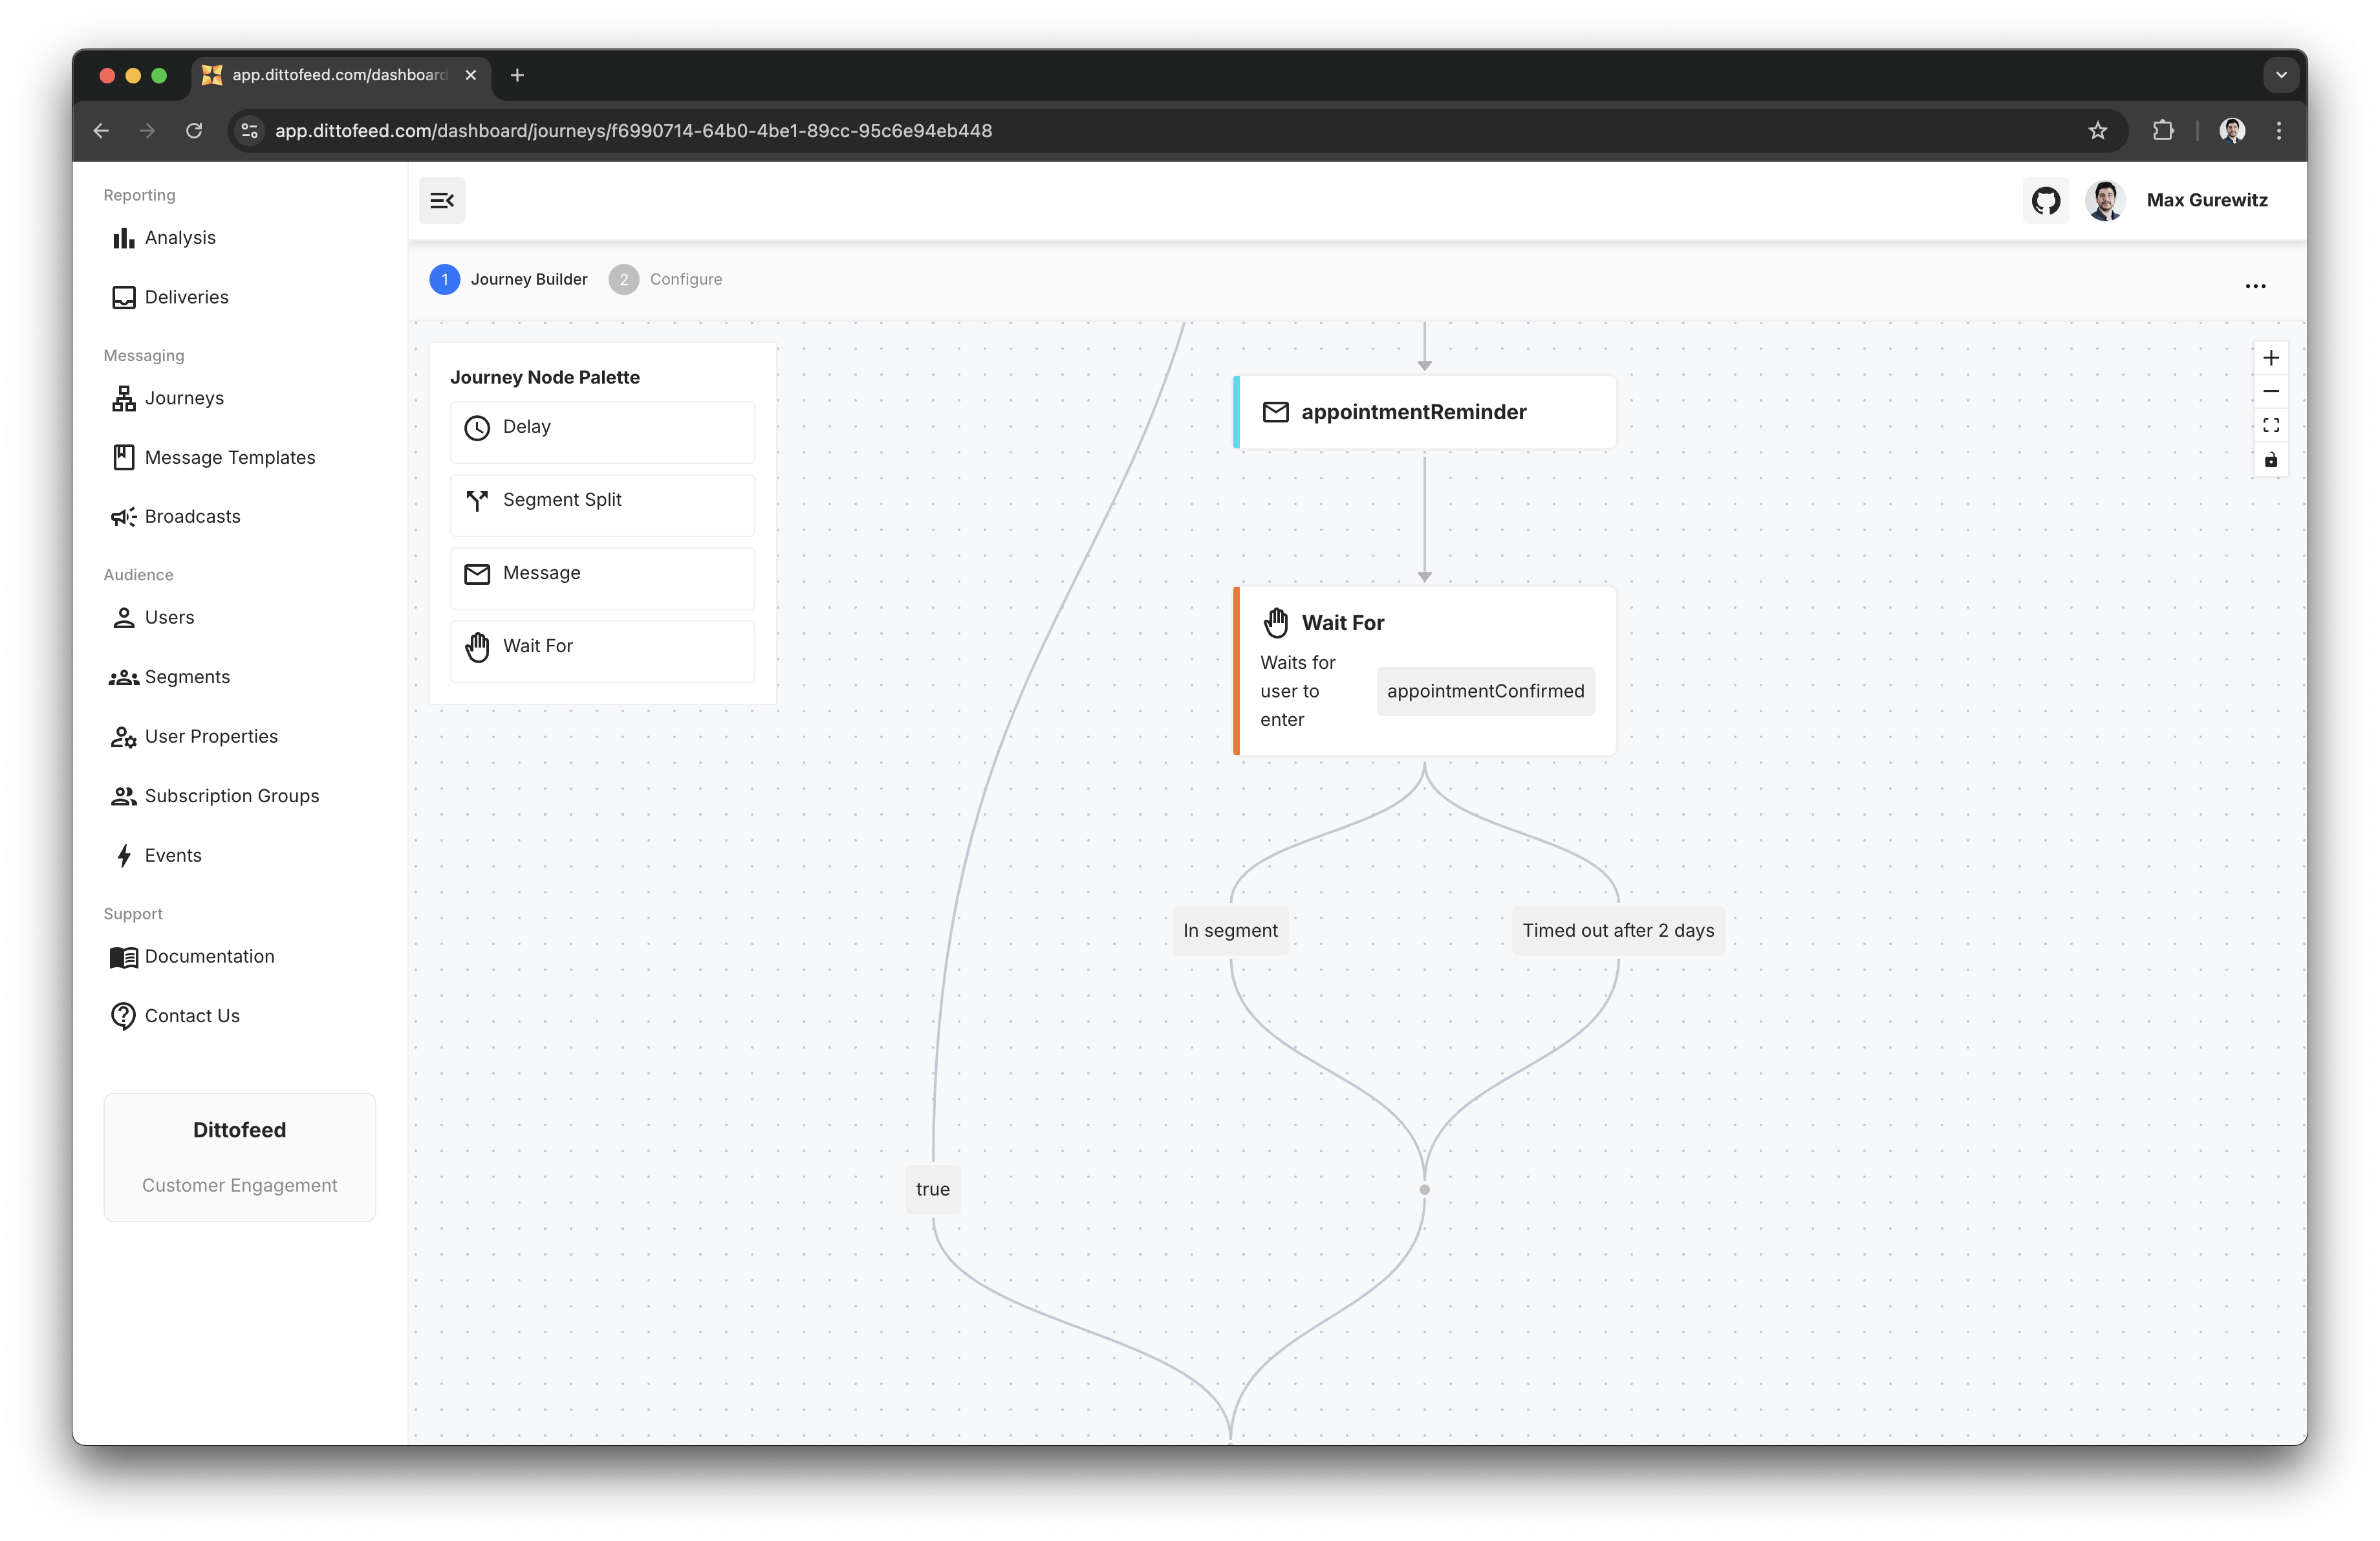 app.dittofeed.com/dashboard
app.dittofeed.com/dashboard/journeys/f6990714-64b0-4be1-89cc-95c6e94eb448
Reporting
Analysis
Deliveries
Messaging
Journeys
Message Templates
Broadcasts
Audience
Users
Segments
User Properties
Subscription Groups
Events
Support
Documentation
Contact Us
Dittofeed
Customer Engagement
Max Gurewitz
1 Journey Builder 2 Configure
Journey Node Palette
Delay
Segment Split
Message
Wait For
appointmentReminder
Wait For
Waits for
user to
enter
appointmentConfirmed
In segment
Timed out after 2 days
true